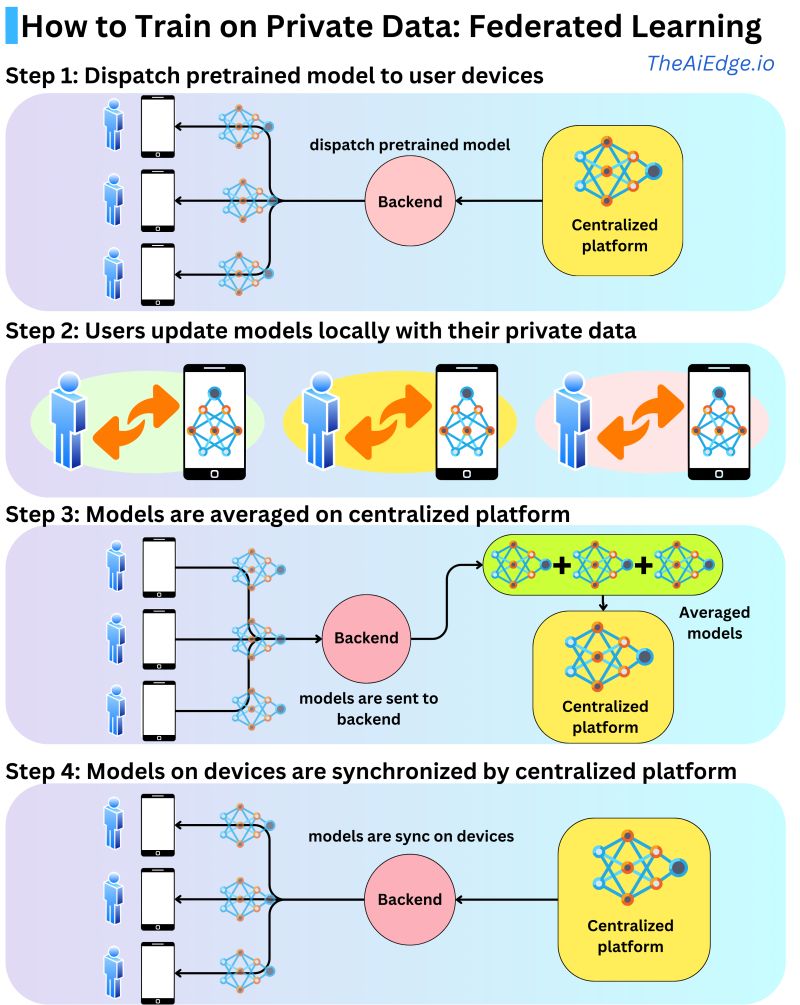 How to Train on Private Data: Federated Learning
TheAiEdge.io
Step 1: Dispatch pretrained model to user devices
dispatch pretrained model
Backend
Centralized
platform
Step 2: Users update models locally with their private data
Step 3: Models are averaged on centralized platform
Backend
models are sent to
backend
+ +
Averaged
models
Centralized
platform
Step 4: Models on devices are synchronized by centralized platform
models are sync on devices
Backend
Centralized
platform